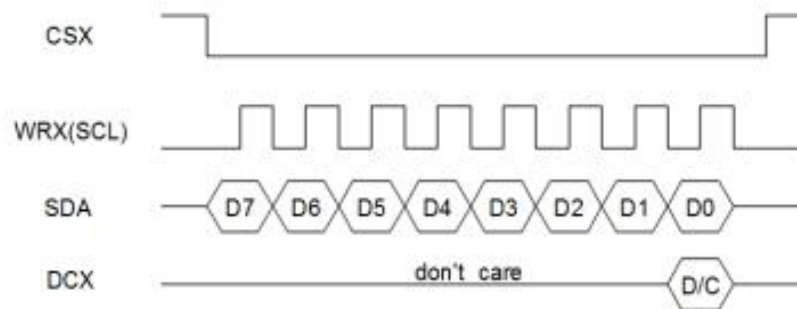 CSX
WRX(SCL)
SDA D7 D6 D5 D4 D3 D2 D1 D0
DCX don't care D/C